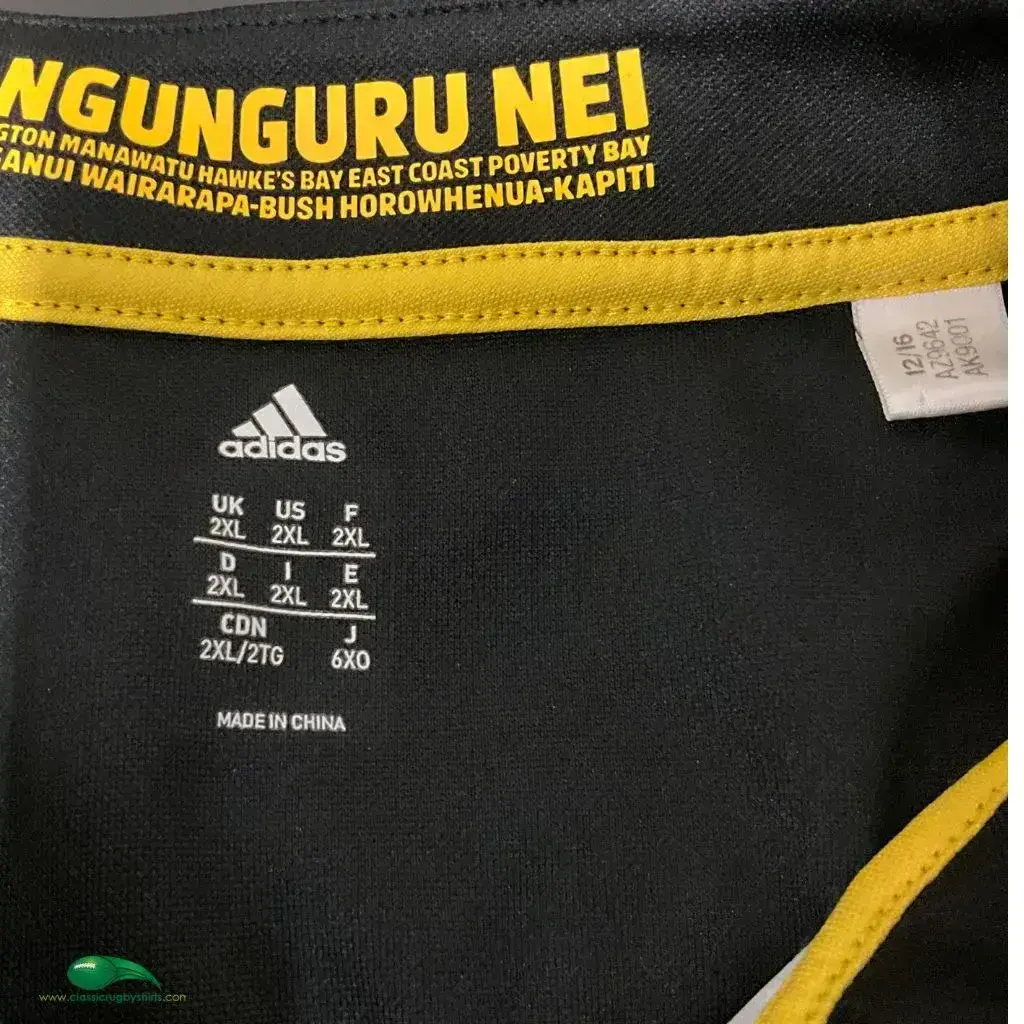 NGUNGURU NEI
GTON MANAWATU HAWKE'S BAY EAST COAST POVERTY BAY
GANUI WAIRARAPA-BUSH HOROWHENUA-KAPITI
12/16
AZ9642
AK9001
adidas
UK US F
2XL 2XL 2XL
D I E
2XL 2XL 2XL
CDN J
2XL/2TG 6XO
MADE IN CHINA
www.classicrugbyshirts.com